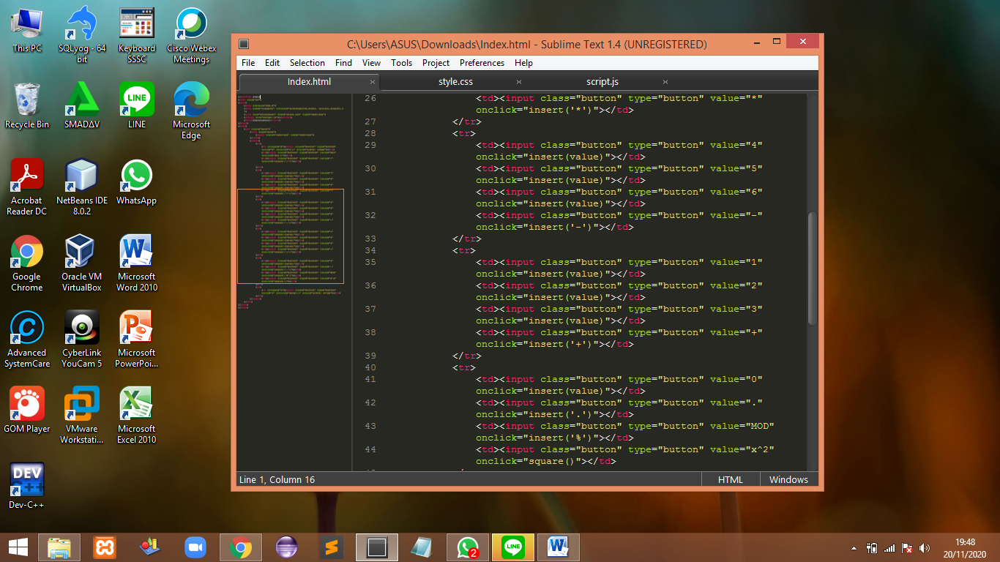 This PC
SQLyog - 64 bit
Keyboard SSSC
Cisco Webex Meetings
Recycle Bin
SMADΔV
LINE
Microsoft Edge
Acrobat Reader DC
NetBeans IDE 8.0.2
WhatsApp
Google Chrome
Oracle VM VirtualBox
Microsoft Word 2010
Advanced SystemCare
CyberLink YouCam 5
Microsoft PowerPoi...
GOM Player
VMware Workstati...
Microsoft Excel 2010
DEV C++
Dev-C++
C:\Users\ASUS\Downloads\Index.html - Sublime Text 1.4 (UNREGISTERED)
File Edit Selection Find View Tools Project Preferences Help
Index.html style.css script.js
26 <td><input class="button" type="button" value="*"
onclick="insert('*')"></td>
27 </tr>
28 <tr>
29 <td><input class="button" type="button" value="4"
onclick="insert(value)"></td>
30 <td><input class="button" type="button" value="5"
onclick="insert(value)"></td>
31 <td><input class="button" type="button" value="6"
onclick="insert(value)"></td>
32 <td><input class="button" type="button" value="-"
onclick="insert('-')"></td>
33 </tr>
34 <tr>
35 <td><input class="button" type="button" value="1"
onclick="insert(value)"></td>
36 <td><input class="button" type="button" value="2"
onclick="insert(value)"></td>
37 <td><input class="button" type="button" value="3"
onclick="insert(value)"></td>
38 <td><input class="button" type="button" value="+"
onclick="insert('+')"></td>
39 </tr>
40 <tr>
41 <td><input class="button" type="button" value="0"
onclick="insert(value)"></td>
42 <td><input class="button" type="button" value="."
onclick="insert('.')"></td>
43 <td><input class="button" type="button" value="MOD"
onclick="insert('%')"></td>
44 <td><input class="button" type="button" value="x^2"
onclick="square()"></td>
Line 1, Column 16 HTML Windows
2
LINE
19:48
20/11/2020